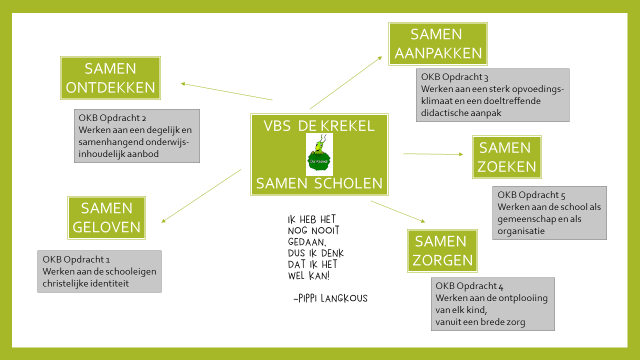 SAMEN
ONTDEKKEN
OKB Opdracht 2
Werken aan een degelijk en
samenhangend onderwijs-
inhoudelijk aanbod
SAMEN
AANPAKKEN
OKB Opdracht 3
Werken aan een sterk opvoedings-
klimaat en een doeltreffende
didactische aanpak
VBS DE KREKEL
SAMEN SCHOLEN
SAMEN
ZOEKEN
OKB Opdracht 5
Werken aan de school als
gemeenschap en als
organisatie
SAMEN
GELOVEN
OKB Opdracht 1
Werken aan de schooleigen
christelijke identiteit
IK HEB HET
NOG NOOIT
GEDAAN,
DUS IK DENK
DAT IK HET
WEL KAN!
-PIPPI LANGKOUS
SAMEN
ZORGEN
OKB Opdracht 4
Werken aan de ontplooiing
van elk kind,
vanuit een brede zorg